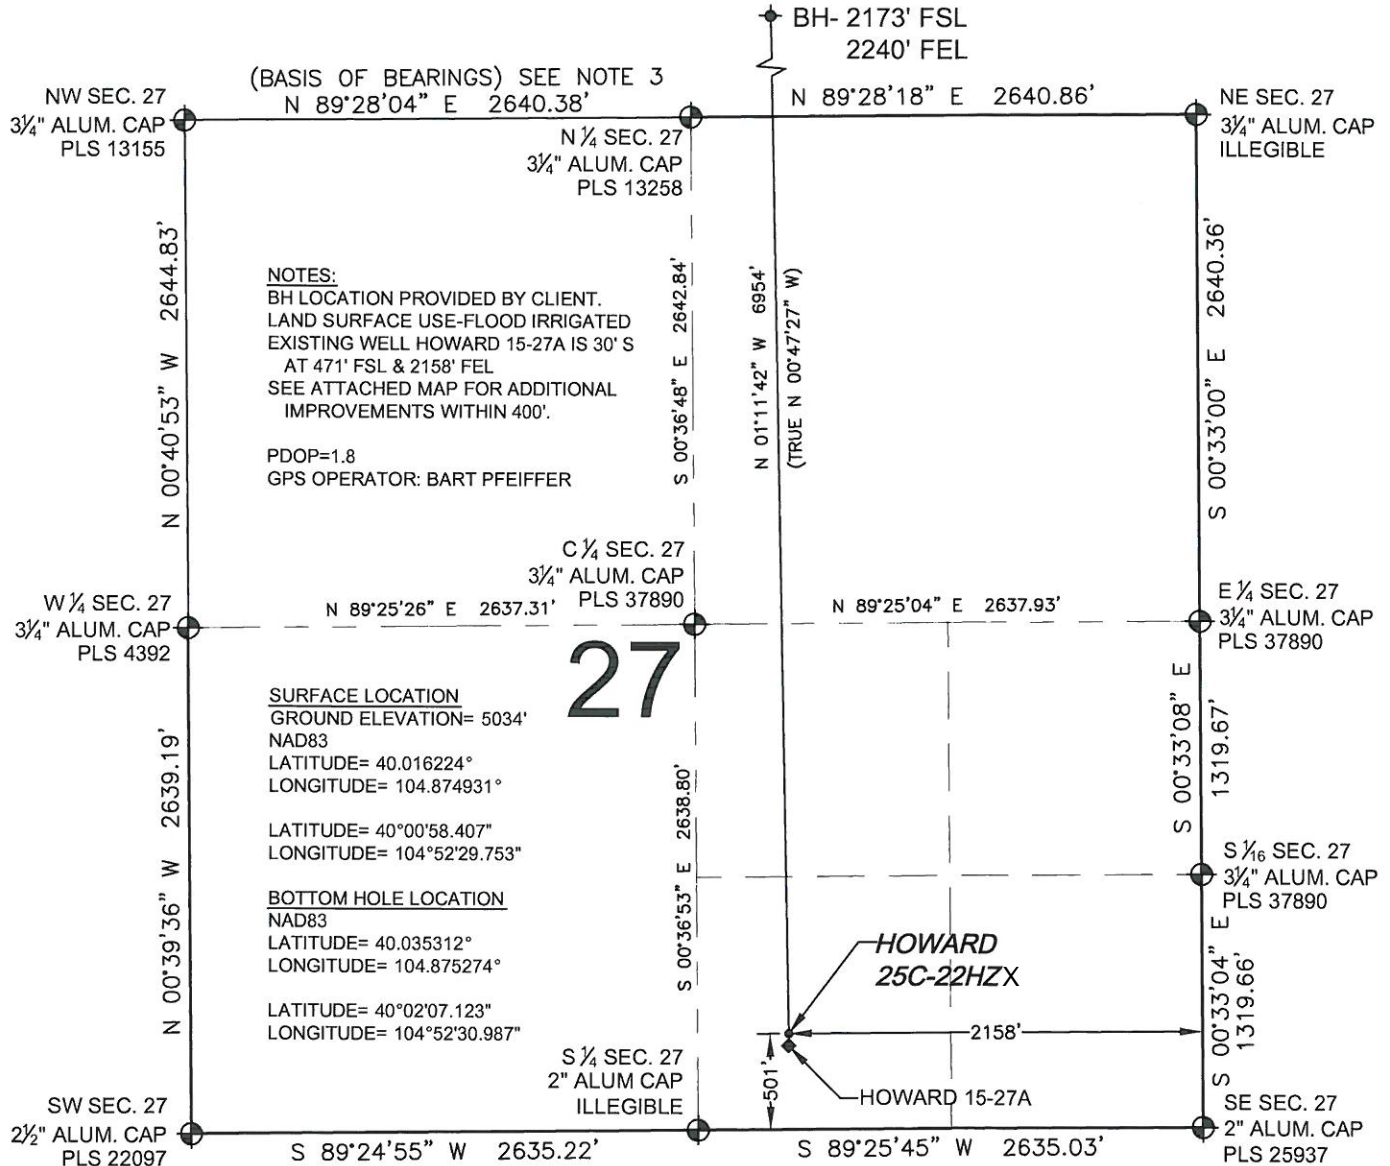 BH- 2173' FSL
2240' FEL
(BASIS OF BEARINGS) SEE NOTE 3
N 89°28'04" E 2640.38'
N 89°28'18" E 2640.86'
NW SEC. 27
3¼" ALUM. CAP
PLS 13155
N ¼ SEC. 27
3¼" ALUM. CAP
PLS 13258
NE SEC. 27
3¼" ALUM. CAP
ILLEGIBLE
N 00°40'53" W 2644.83'
NOTES:
BH LOCATION PROVIDED BY CLIENT.
LAND SURFACE USE-FLOOD IRRIGATED
EXISTING WELL HOWARD 15-27A IS 30' S
AT 471' FSL & 2158' FEL
SEE ATTACHED MAP FOR ADDITIONAL
IMPROVEMENTS WITHIN 400'.
PDOP=1.8
GPS OPERATOR: BART PFEIFFER
S 00°36'48" E 2642.84'
N 01°11'42" W 6954'
(TRUE N 00°47'27" W)
S 00°33'00" E 2640.36'
W ¼ SEC. 27
3¼" ALUM. CAP
PLS 4392
N 89°25'26" E 2637.31'
C ¼ SEC. 27
3¼" ALUM. CAP
PLS 37890
N 89°25'04" E 2637.93'
E ¼ SEC. 27
3¼" ALUM. CAP
PLS 37890
27
N 00°39'36" W 2639.19'
SURFACE LOCATION
GROUND ELEVATION= 5034'
NAD83
LATITUDE= 40.016224°
LONGITUDE= 104.874931°
LATITUDE= 40°00'58.407"
LONGITUDE= 104°52'29.753"
BOTTOM HOLE LOCATION
NAD83
LATITUDE= 40.035312°
LONGITUDE= 104.875274°
LATITUDE= 40°02'07.123"
LONGITUDE= 104°52'30.987"
S 00°36'53" E 2638.80'
S 00°33'08" E
1319.67'
S 1⁄16 SEC. 27
3¼" ALUM. CAP
PLS 37890
HOWARD
25C-22HZX
2158'
501'
HOWARD 15-27A
S 00°33'04" E
1319.66'
SW SEC. 27
2½" ALUM. CAP
PLS 22097
S ¼ SEC. 27
2" ALUM CAP
ILLEGIBLE
SE SEC. 27
2" ALUM. CAP
PLS 25937
S 89°24'55" W 2635.22'
S 89°25'45" W 2635.03'